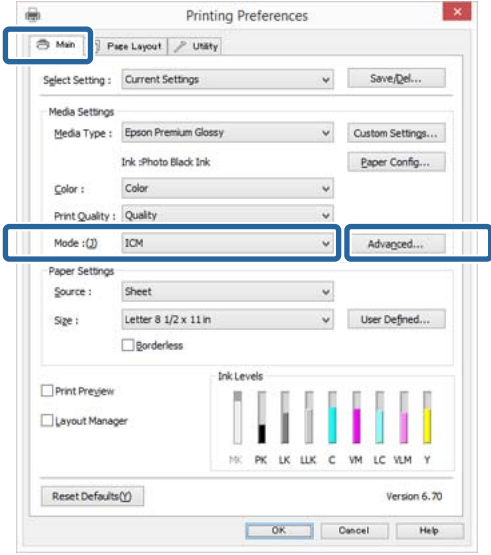 Printing Preferences
Main Page Layout Utility
Select Setting : Current Settings Save/Del...
Media Settings
Media Type : Epson Premium Glossy Custom Settings...
Ink :Photo Black Ink Paper Config...
Color : Color
Print Quality : Quality
Mode :(J) ICM Advanced...
Paper Settings
Source : Sheet
Size : Letter 8 1/2 x 11 in User Defined...
Borderless
Print Preview
Layout Manager
Ink Levels
MK PK LK LLK C VM LC VLM Y
Reset Defaults(Y) Version 6.70
OK Cancel Help